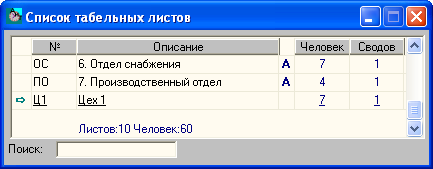 Список табельных листов
№ Описание Человек Сводов
ОС 6. Отдел снабжения А 7 1
ПО 7. Производственный отдел А 4 1
Ц1 Цех 1 7 1
Листов:10 Человек:60
Поиск: